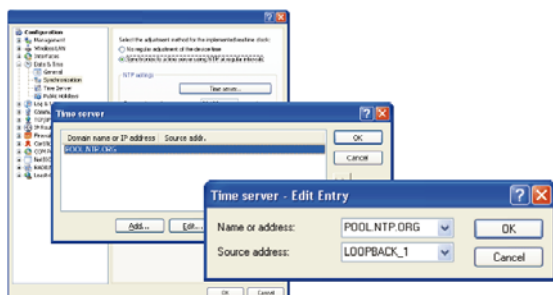 Configuration
Management
Wireless LAN
Interfaces
Date & time
General
Synchronization
Time Server
Public Holidays
Select the adjustment method for the implemented realtime clock:
No regular adjustment of the device time
Synchronize to a time server using NTP at regular intervals
NTP settings
Time server...
Time server
Domain name or IP address Source addr.
POOL.NTP.ORG
OK
Cancel
Add... Edit...
Time server - Edit Entry
Name or address: POOL.NTP.ORG OK
Source address: LOOPBACK_1 Cancel
OK Cancel